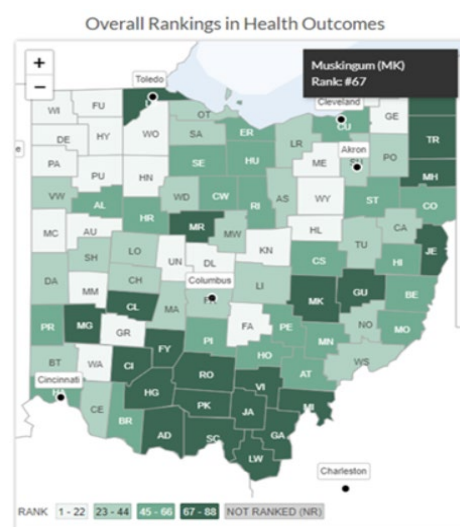 Overall Rankings in Health Outcomes
+
−
Muskingum (MK)
Rank: #67
Toledo
Cleveland
WI FU OT CU GE
WO SA ER LR TR
DE HY Akron
PA SE HU ME PO MH
PU HN
VW AL WD CW RI AS WY ST CO
HR MR MW HL CA
MC AU TU JE
SH LO UN DL KN CS HI
DA CH Columbus LI MK GU BE
MM CL MA FR
PR MG GR FA PE NO MO
FY PI MN
BT WA CI HO WS
Cincinnati RO AT
HG VI
CE PK JA MI
BR AD SC GA
LW
Charleston
RANK 1 - 22 23 - 44 45 - 66 67 - 88 NOT RANKED (NR)